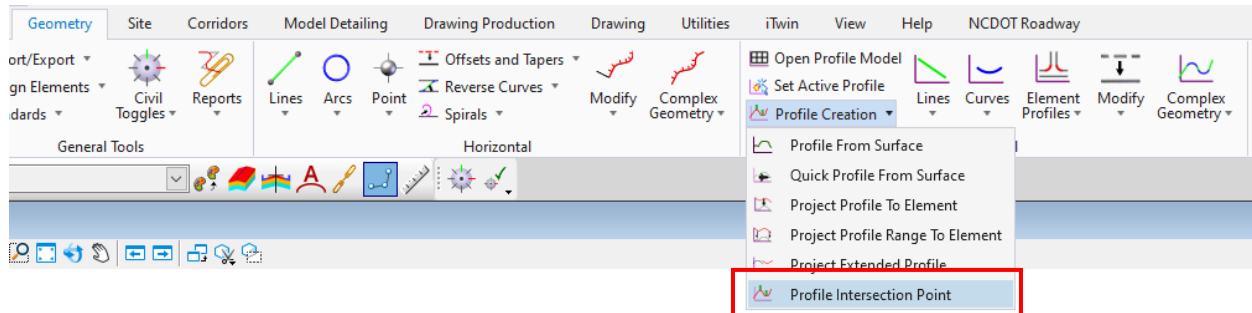 Geometry Site Corridors Model Detailing Drawing Production Drawing Utilities iTwin View Help NCDOT Roadway
ort/Export
gn Elements
dards
Civil Toggles
Reports
General Tools
Lines
Arcs
Point
Offsets and Tapers
Reverse Curves
Spirals
Modify
Complex Geometry
Horizontal
Open Profile Model
Set Active Profile
Profile Creation
Lines
Curves
Element Profiles
Modify
Complex Geometry
Profile From Surface
Quick Profile From Surface
Project Profile To Element
Project Profile Range To Element
Project Extended Profile
Profile Intersection Point